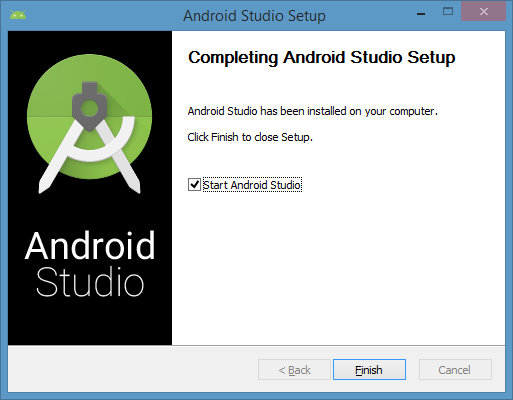 Android Studio Setup
Completing Android Studio Setup
Android Studio has been installed on your computer.
Click Finish to close Setup.
Start Android Studio
Android
Studio
< Back
Finish
Cancel